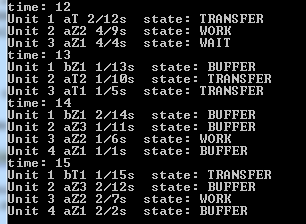 time: 12
Unit 1 aT 2/12s state: TRANSFER
Unit 2 aZ2 4/9s state: WORK
Unit 3 aZ1 4/4s state: WAIT
time: 13
Unit 1 bZ1 1/13s state: BUFFER
Unit 2 aT2 1/10s state: TRANSFER
Unit 3 aT1 1/5s state: TRANSFER
time: 14
Unit 1 bZ1 2/14s state: BUFFER
Unit 2 aZ3 1/11s state: BUFFER
Unit 3 aZ2 1/6s state: WORK
Unit 4 aZ1 1/1s state: BUFFER
time: 15
Unit 1 bT1 1/15s state: TRANSFER
Unit 2 aZ3 2/12s state: BUFFER
Unit 3 aZ2 2/7s state: WORK
Unit 4 aZ1 2/2s state: BUFFER